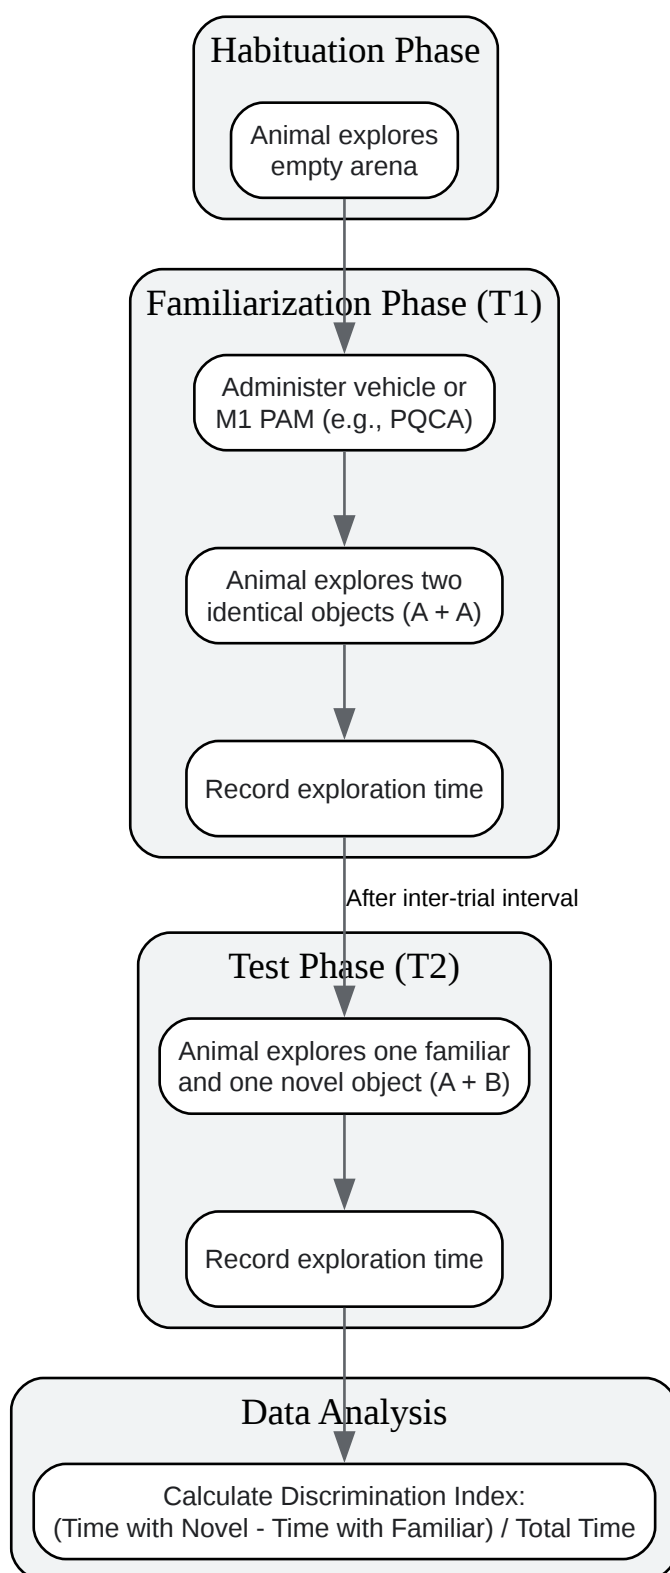 Habituation Phase
Animal explores
empty arena
Familiarization Phase (T1)
Administer vehicle or
M1 PAM (e.g., PQCA)
Animal explores two
identical objects (A + A)
Record exploration time
After inter-trial interval
Test Phase (T2)
Animal explores one familiar
and one novel object (A + B)
Record exploration time
Data Analysis
Calculate Discrimination Index:
(Time with Novel - Time with Familiar) / Total Time